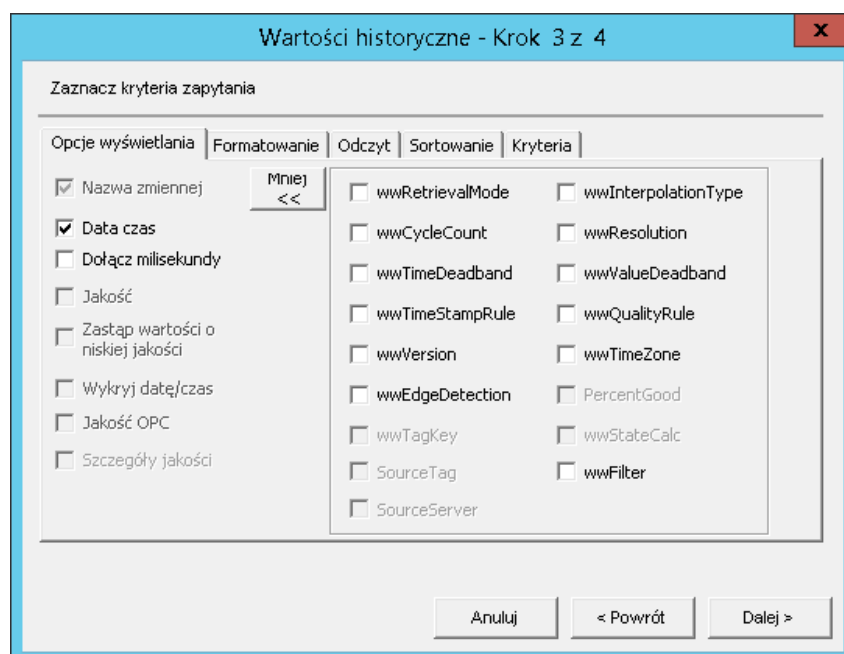 Wartości historyczne - Krok 3 z 4
x
Zaznacz kryteria zapytania
Opcje wyświetlania
Formatowanie
Odczyt
Sortowanie
Kryteria
Nazwa zmiennej
Mniej
<<
Data czas
Dołącz milisekundy
Jakość
Zastąp wartości o
niskiej jakości
Wykryj datę/czas
Jakość OPC
Szczegóły jakości
wwRetrievalMode
wwInterpolationType
wwCycleCount
wwResolution
wwTimeDeadband
wwValueDeadband
wwTimeStampRule
wwQualityRule
wwVersion
wwTimeZone
wwEdgeDetection
PercentGood
wwTagKey
wwStateCalc
SourceTag
wwFilter
SourceServer
Anuluj
< Powrót
Dalej >